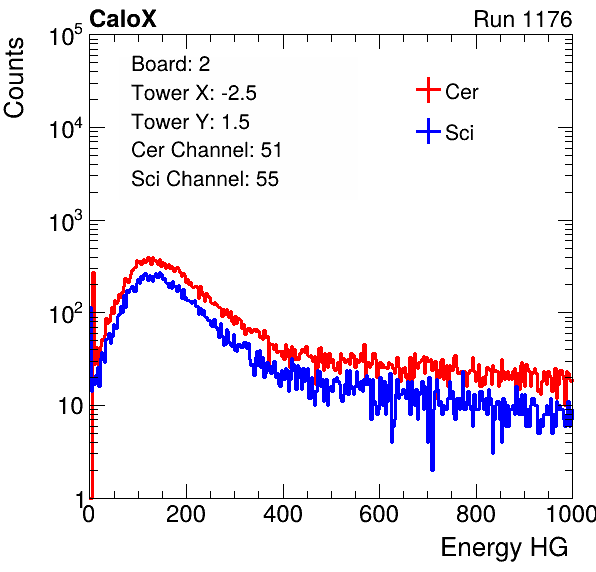 CaloX Run 1176
Counts
10^5
10^4
10^3
10^2
10
1
Board: 2
Tower X: -2.5
Tower Y: 1.5
Cer Channel: 51
Sci Channel: 55
Cer
Sci
0 200 400 600 800 1000
Energy HG